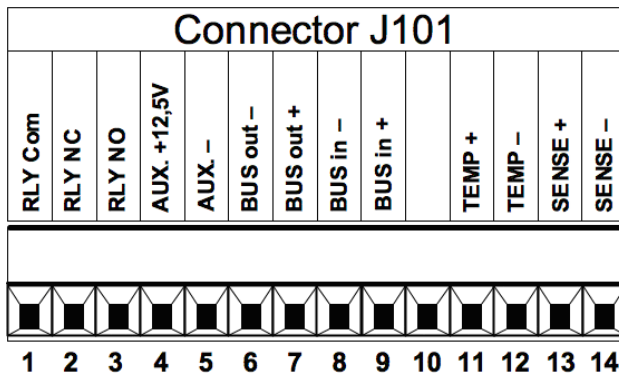 Connector J101
RLY Com
RLY NC
RLY NO
AUX. +12,5V
AUX. –
BUS out –
BUS out +
BUS in –
BUS in +
TEMP +
TEMP –
SENSE +
SENSE –
1 2 3 4 5 6 7 8 9 10 11 12 13 14